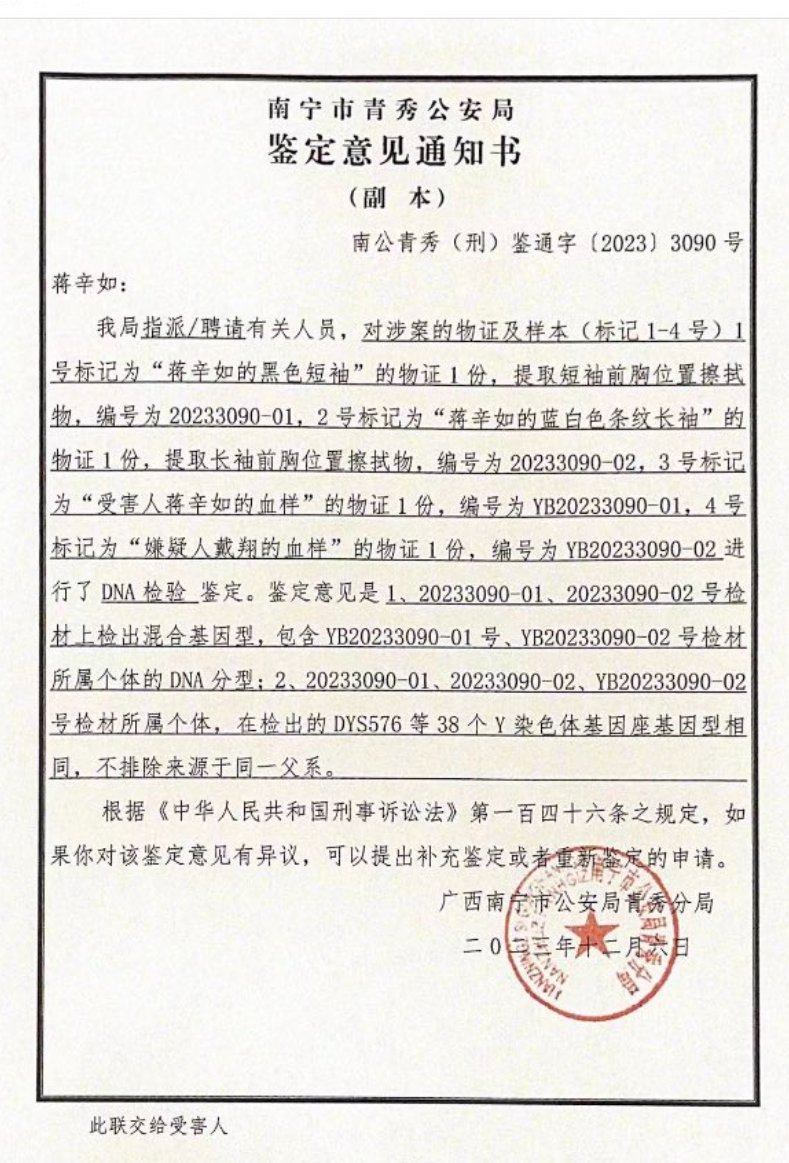 南宁市青秀公安局
鉴定意见通知书
（副 本）
南公青秀（刑）鉴通字〔2023〕3090 号
蒋辛如：
我局指派/聘请有关人员，对涉案的物证及样本（标记 1-4 号）1
号标记为“蒋辛如的黑色短袖”的物证 1 份，提取短袖前胸位置擦拭
物，编号为 20233090-01，2 号标记为“蒋辛如的蓝白色条纹长袖”的
物证 1 份，提取长袖前胸位置擦拭物，编号为 20233090-02，3 号标记
为“受害人蒋辛如的血样”的物证 1 份，编号为 YB20233090-01，4 号
标记为“嫌疑人戴翔的血样”的物证 1 份，编号为 YB20233090-02 进
行了 DNA 检验 鉴定。鉴定意见是 1、20233090-01、20233090-02 号检
材上检出混合基因型，包含 YB20233090-01 号、YB20233090-02 号检材
所属个体的 DNA 分型；2、20233090-01、20233090-02、YB20233090-02
号检材所属个体，在检出的 DYS576 等 38 个 Y 染色体基因座基因型相
同，不排除来源于同一父系。
根据《中华人民共和国刑事诉讼法》第一百四十六条之规定，如
果你对该鉴定意见有异议，可以提出补充鉴定或者重新鉴定的申请。
广西南宁市公安局青秀分局
二0二三年十二月六日
此联交给受害人